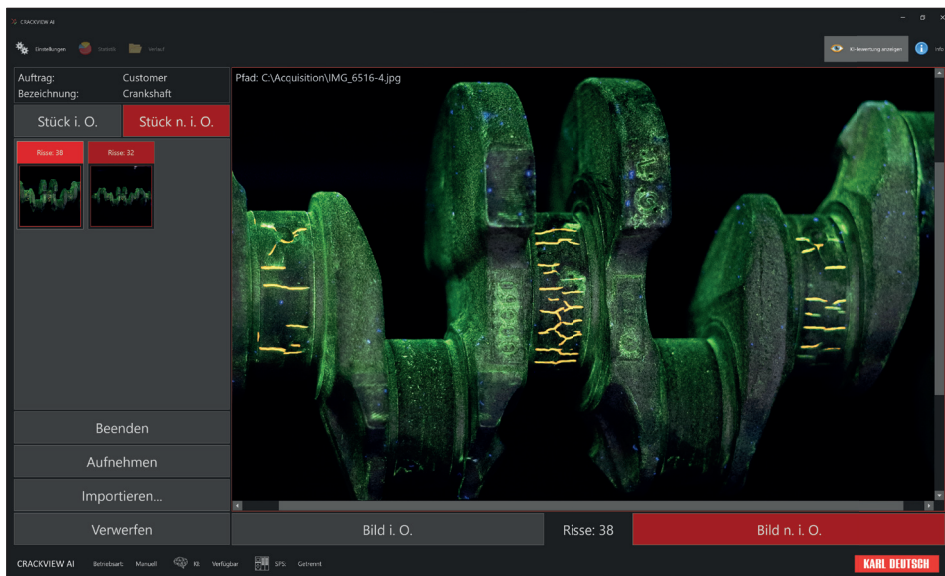 CRACKVIEW AI
Einstellungen Statistik Verlauf KI-Bewertung anzeigen Info
Auftrag: Customer
Bezeichnung: Crankshaft
Pfad: C:\Acquisition\IMG_6516-4.jpg
Stück i. O. Stück n. i. O.
Risse: 38 Risse: 32
Beenden
Aufnehmen
Importieren...
Verwerfen
Bild i. O. Risse: 38 Bild n. i. O.
CRACKVIEW AI Betriebsart: Manuell KI: Verfügbar SPS: Getrennt
KARL DEUTSCH